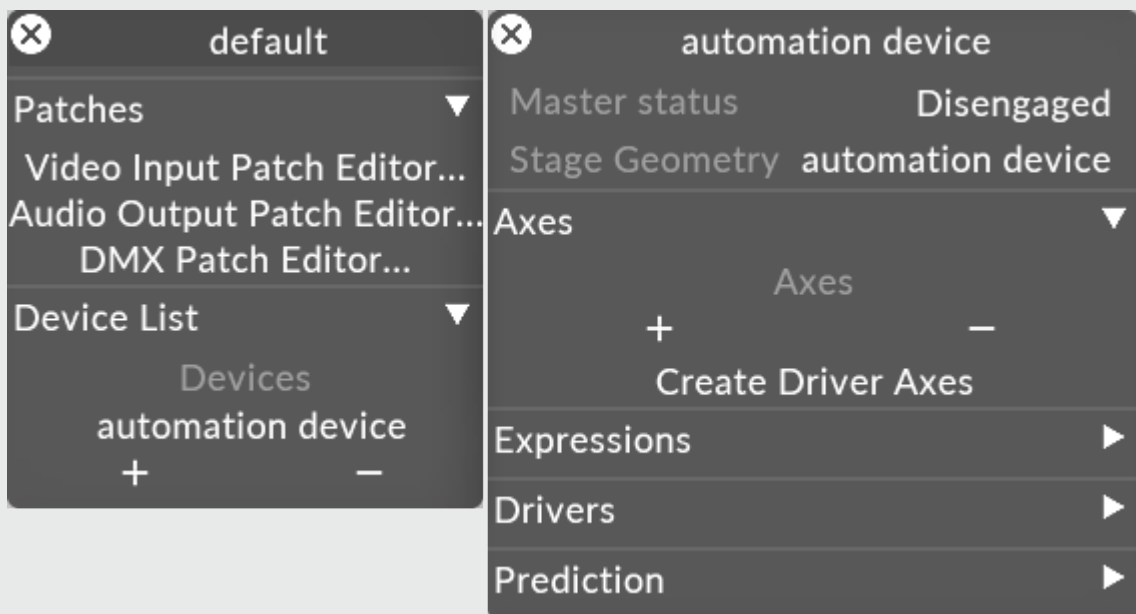 default
Patches
Video Input Patch Editor...
Audio Output Patch Editor...
DMX Patch Editor...
Device List
Devices
automation device
+ −
automation device
Master status Disengaged
Stage Geometry automation device
Axes
Axes
+ −
Create Driver Axes
Expressions
Drivers
Prediction